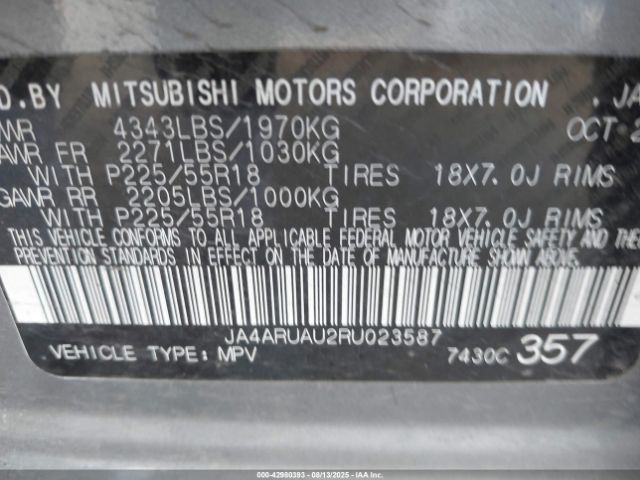 D.BY MITSUBISHI MOTORS CORPORATION .JA
WR 4343LBS/1970KG OCT-2
AWR FR 2271LBS/1030KG
WITH P225/55R18 TIRES 18X7.0J RIMS
GAWR RR 2205LBS/1000KG
WITH P225/55R18 TIRES 18X7.0J RIMS
THIS VEHICLE CONFORMS TO ALL APPLICABLE FEDERAL MOTOR VEHICLE SAFETY AND THE
PREVENTION STANDARDS IN EFFECT ON THE DATE OF MANUFACTURE SHOWN ABOVE.
JA4ARUAU2RU023587
VEHICLE TYPE: MPV 7430C 357
000-42980393 - 08/13/2025 - IAA, Inc.